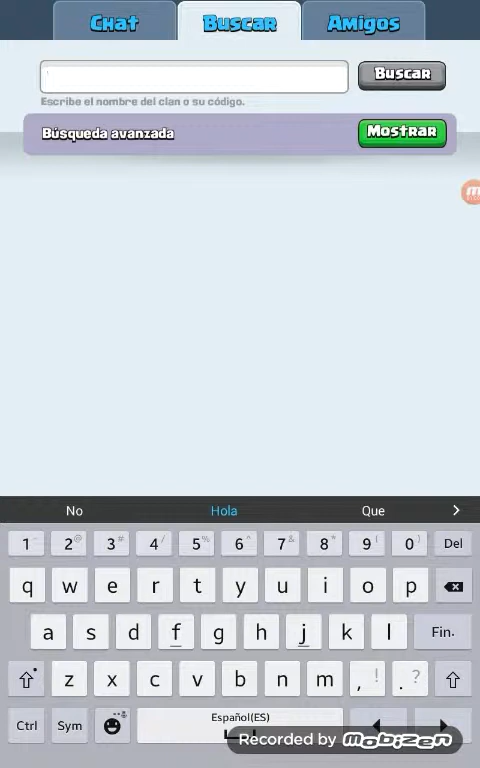 Chat Buscar Amigos
Buscar
Escribe el nombre del clan o su código.
Búsqueda avanzada Mostrar
No Hola Que >
1 2@ 3# 4/ 5% 6^ 7& 8* 9( 0) Del
q w e r t y u i o p
a s d f g h j k l Fin.
z x c v b n m ,! .?
Ctrl Sym Español(ES)
Recorded by mobizen